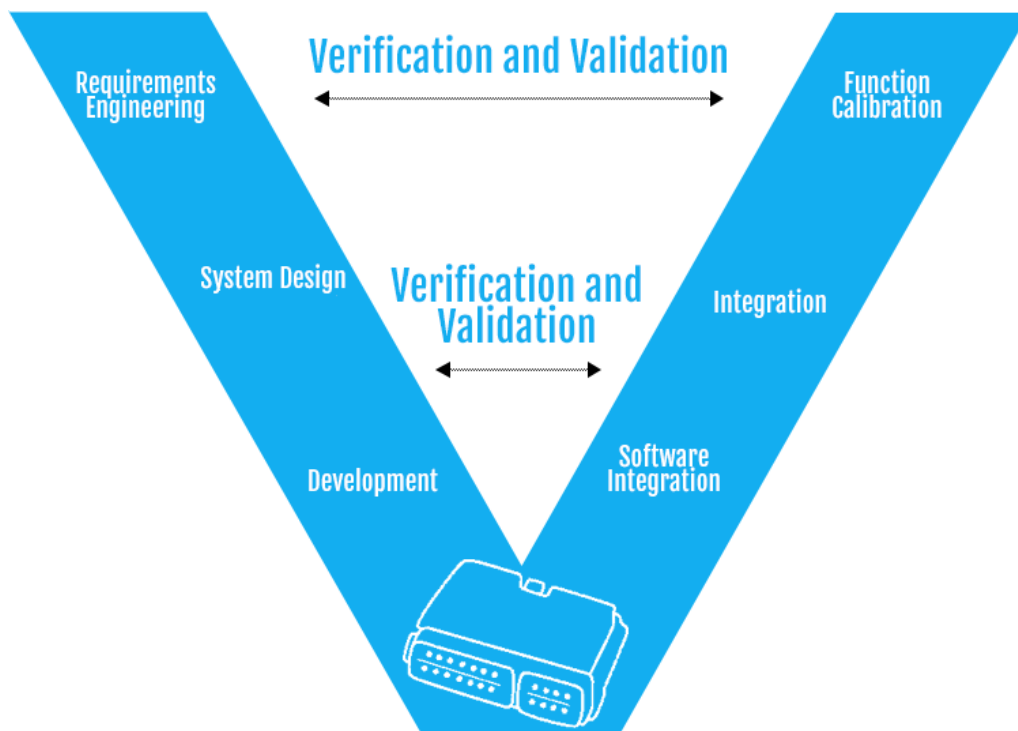 Requirements
Engineering
Verification and Validation
Function
Calibration
System Design
Verification and
Validation
Integration
Development
Software
Integration